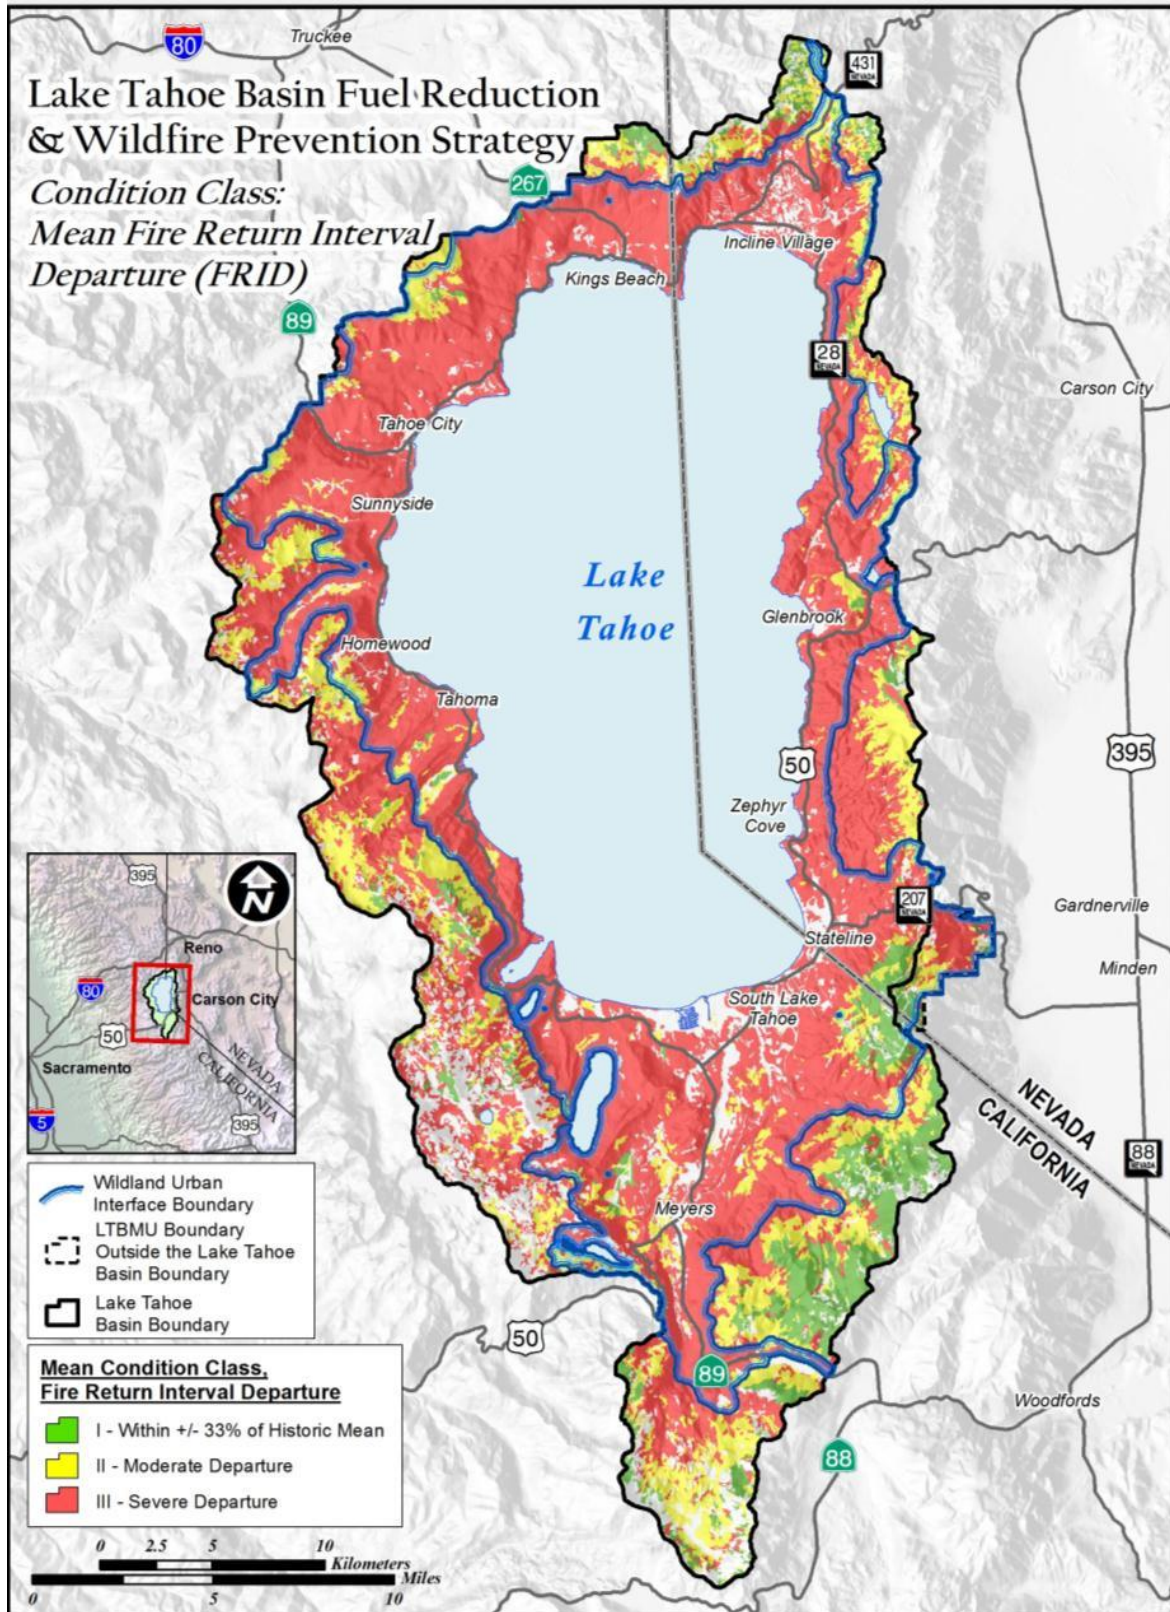 80
Truckee
431
NEVADA
Lake Tahoe Basin Fuel Reduction
& Wildfire Prevention Strategy
Condition Class:
Mean Fire Return Interval
Departure (FRID)
267
89
Incline Village
Kings Beach
28
NEVADA
Carson City
Tahoe City
Sunnyside
Lake
Tahoe
Glenbrook
Homewood
Tahoma
50
395
Zephyr
Cove
207
NEVADA
Gardnerville
Stateline
Minden
South Lake
Tahoe
NEVADA
CALIFORNIA
88
NEVADA
Meyers
50
89
Woodfords
88
395
N
Reno
80
Carson City
50
Sacramento
NEVADA
CALIFORNIA
5
395
Wildland Urban
Interface Boundary
LTBMU Boundary
Outside the Lake Tahoe
Basin Boundary
Lake Tahoe
Basin Boundary
Mean Condition Class,
Fire Return Interval Departure
I - Within +/- 33% of Historic Mean
II - Moderate Departure
III - Severe Departure
0 2.5 5 10
Kilometers
Miles
0 5 10